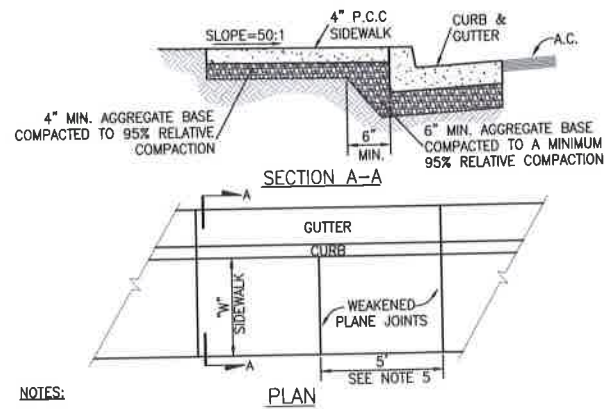 SLOPE=50:1
4" P.C.C
SIDEWALK
CURB &
GUTTER
A.C.
4" MIN. AGGREGATE BASE
COMPACTED TO 95% RELATIVE
COMPACTION
6"
MIN.
6" MIN. AGGREGATE BASE
COMPACTED TO A MINIMUM
95% RELATIVE COMPACTION
SECTION A-A
A
GUTTER
CURB
"W"
SIDEWALK
WEAKENED
PLANE JOINTS
A
5'
SEE NOTE 5
NOTES:
PLAN